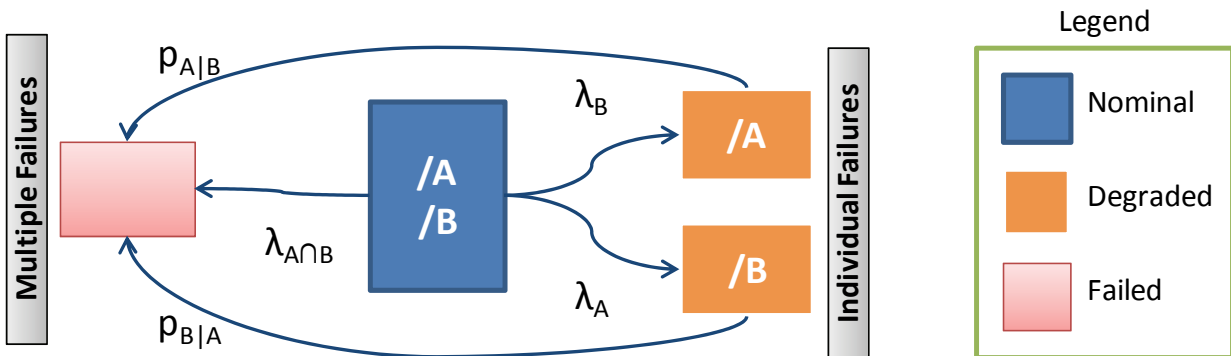 Multiple Failures
p_{A|B}
λ_{A∩B}
p_{B|A}
/A
/B
λ_B
λ_A
/A
/B
Individual Failures
Legend
Nominal
Degraded
Failed